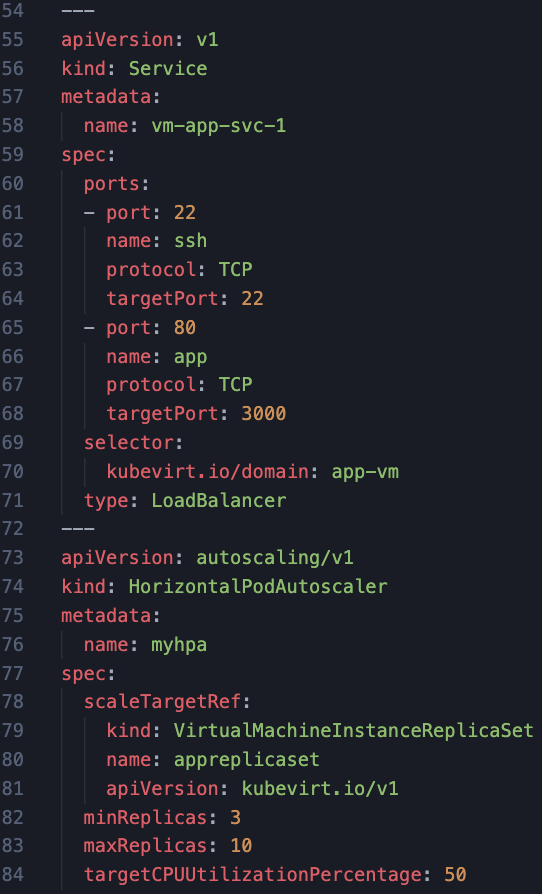 54 ---
55 apiVersion: v1
56 kind: Service
57 metadata:
58   name: vm-app-svc-1
59 spec:
60   ports:
61   - port: 22
62     name: ssh
63     protocol: TCP
64     targetPort: 22
65   - port: 80
66     name: app
67     protocol: TCP
68     targetPort: 3000
69   selector:
70     kubevirt.io/domain: app-vm
71   type: LoadBalancer
72 ---
73 apiVersion: autoscaling/v1
74 kind: HorizontalPodAutoscaler
75 metadata:
76   name: myhpa
77 spec:
78   scaleTargetRef:
79     kind: VirtualMachineInstanceReplicaSet
80     name: appreplicaset
81     apiVersion: kubevirt.io/v1
82   minReplicas: 3
83   maxReplicas: 10
84   targetCPUUtilizationPercentage: 50